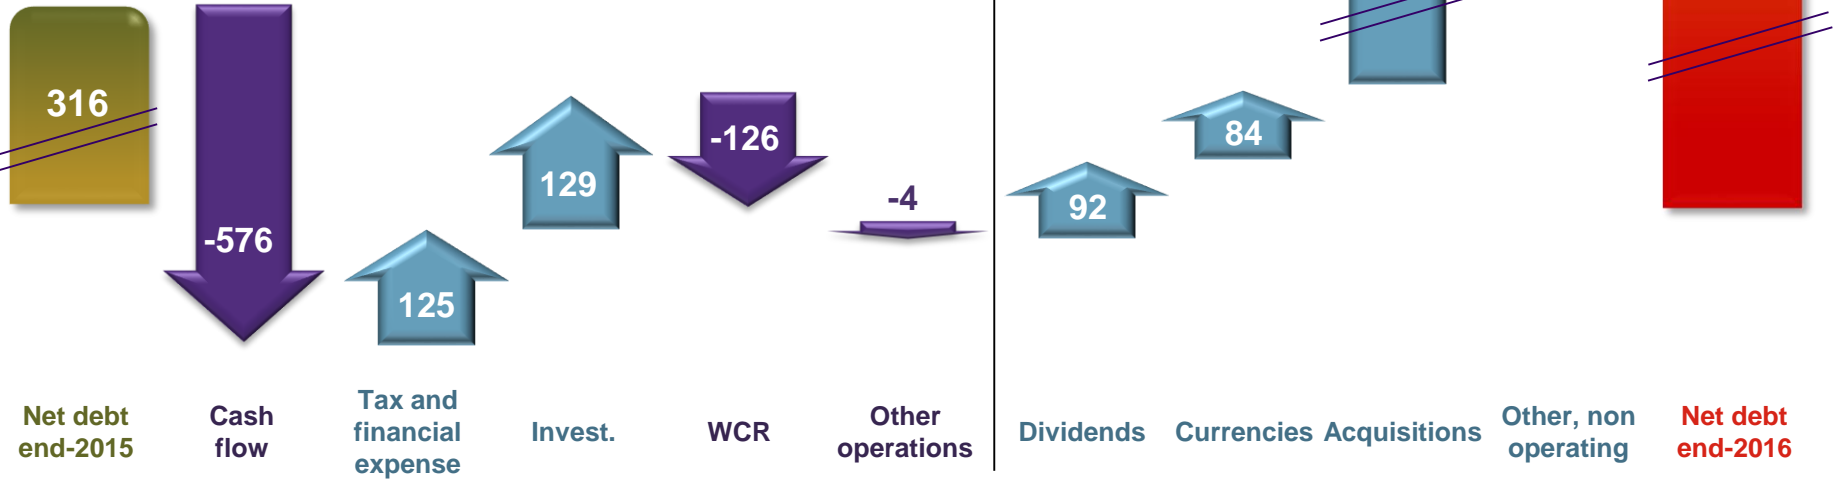 316
-576
125
129
-126
-4
92
84
Net debt
end-2015
Cash
flow
Tax and
financial
expense
Invest.
WCR
Other
operations
Dividends
Currencies
Acquisitions
Other, non
operating
Net debt
end-2016